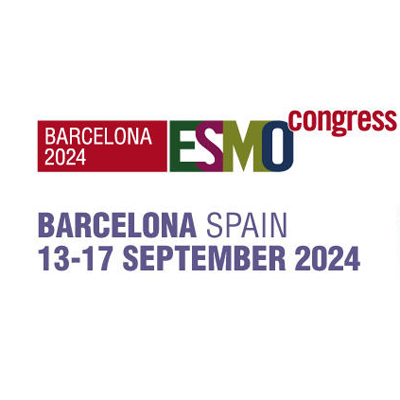 BARCELONA
2024
ESMO
congress
BARCELONA SPAIN
13-17 SEPTEMBER 2024